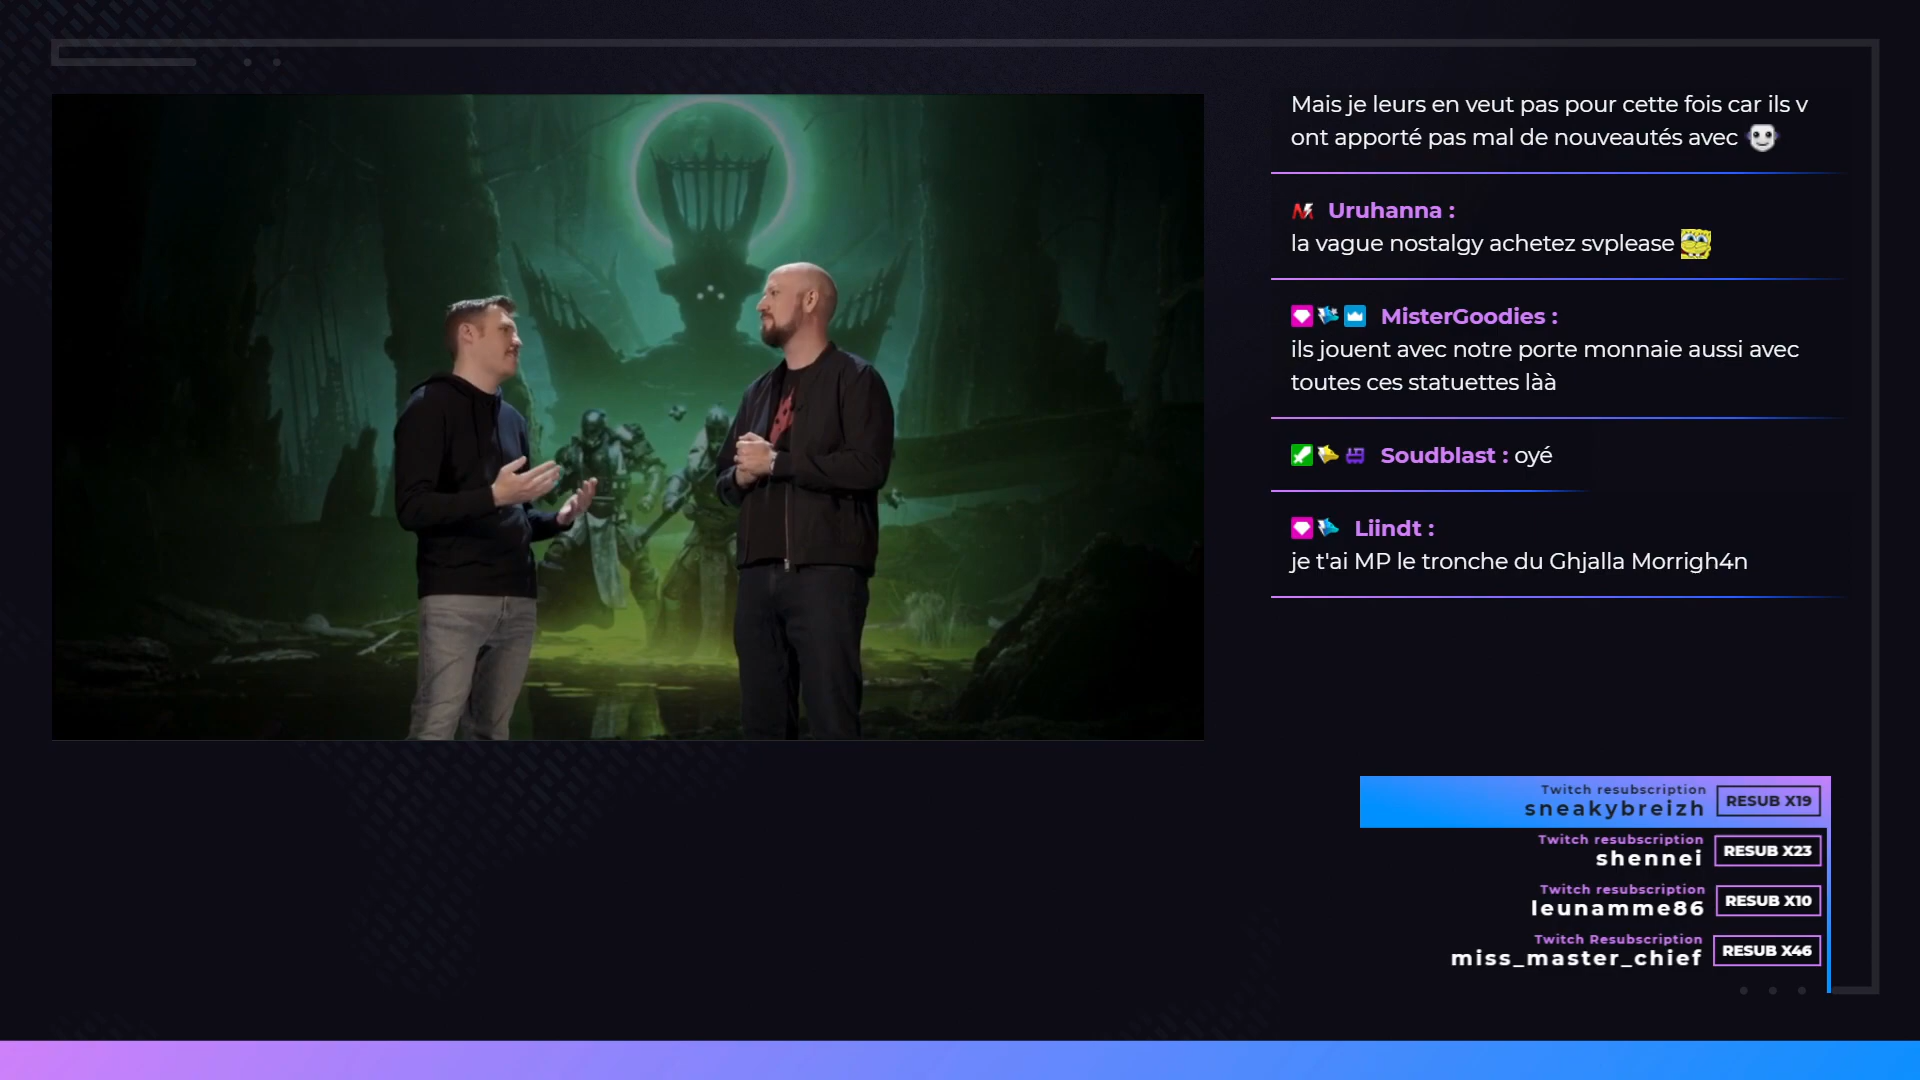 Mais je leurs en veut pas pour cette fois car ils v
ont apporté pas mal de nouveautés avec
Uruhanna :
la vague nostalgy achetez svplease
MisterGoodies :
ils jouent avec notre porte monnaie aussi avec
toutes ces statuettes làà
Soudblast : oyé
Liindt :
je t'ai MP le tronche du Ghjalla Morrigh4n
Twitch resubscription
sneakybreizh
RESUB X19
Twitch resubscription
shennei
RESUB X23
Twitch resubscription
leunamme86
RESUB X10
Twitch Resubscription
miss_master_chief
RESUB X46